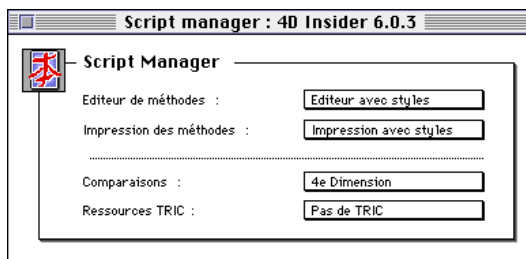 Script manager : 4D Insider 6.0.3
Script Manager
Editeur de méthodes : Editeur avec styles
Impression des méthodes : Impression avec styles
Comparaisons : 4e Dimension
Ressources TRIC : Pas de TRIC